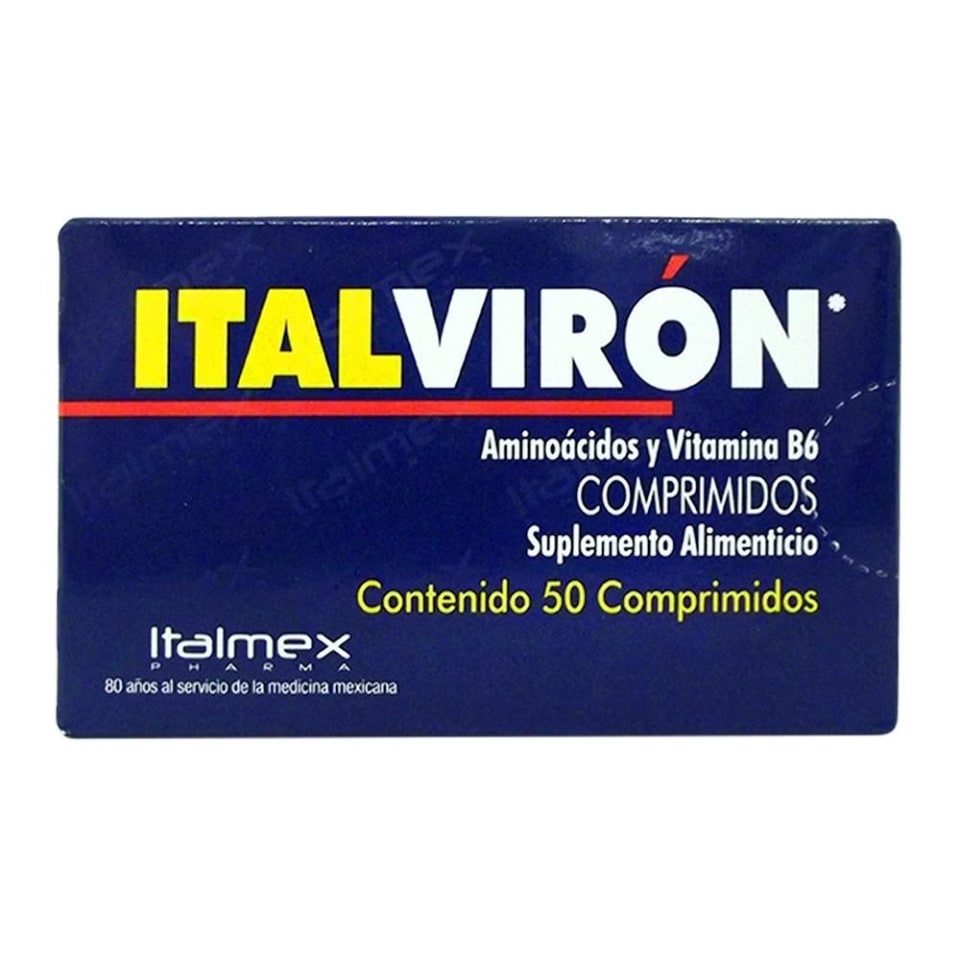 ITALVIRÓN*
Aminoácidos y Vitamina B6
COMPRIMIDOS
Suplemento Alimenticio
Contenido 50 Comprimidos
Italmex
PHARMA
80 años al servicio de la medicina mexicana